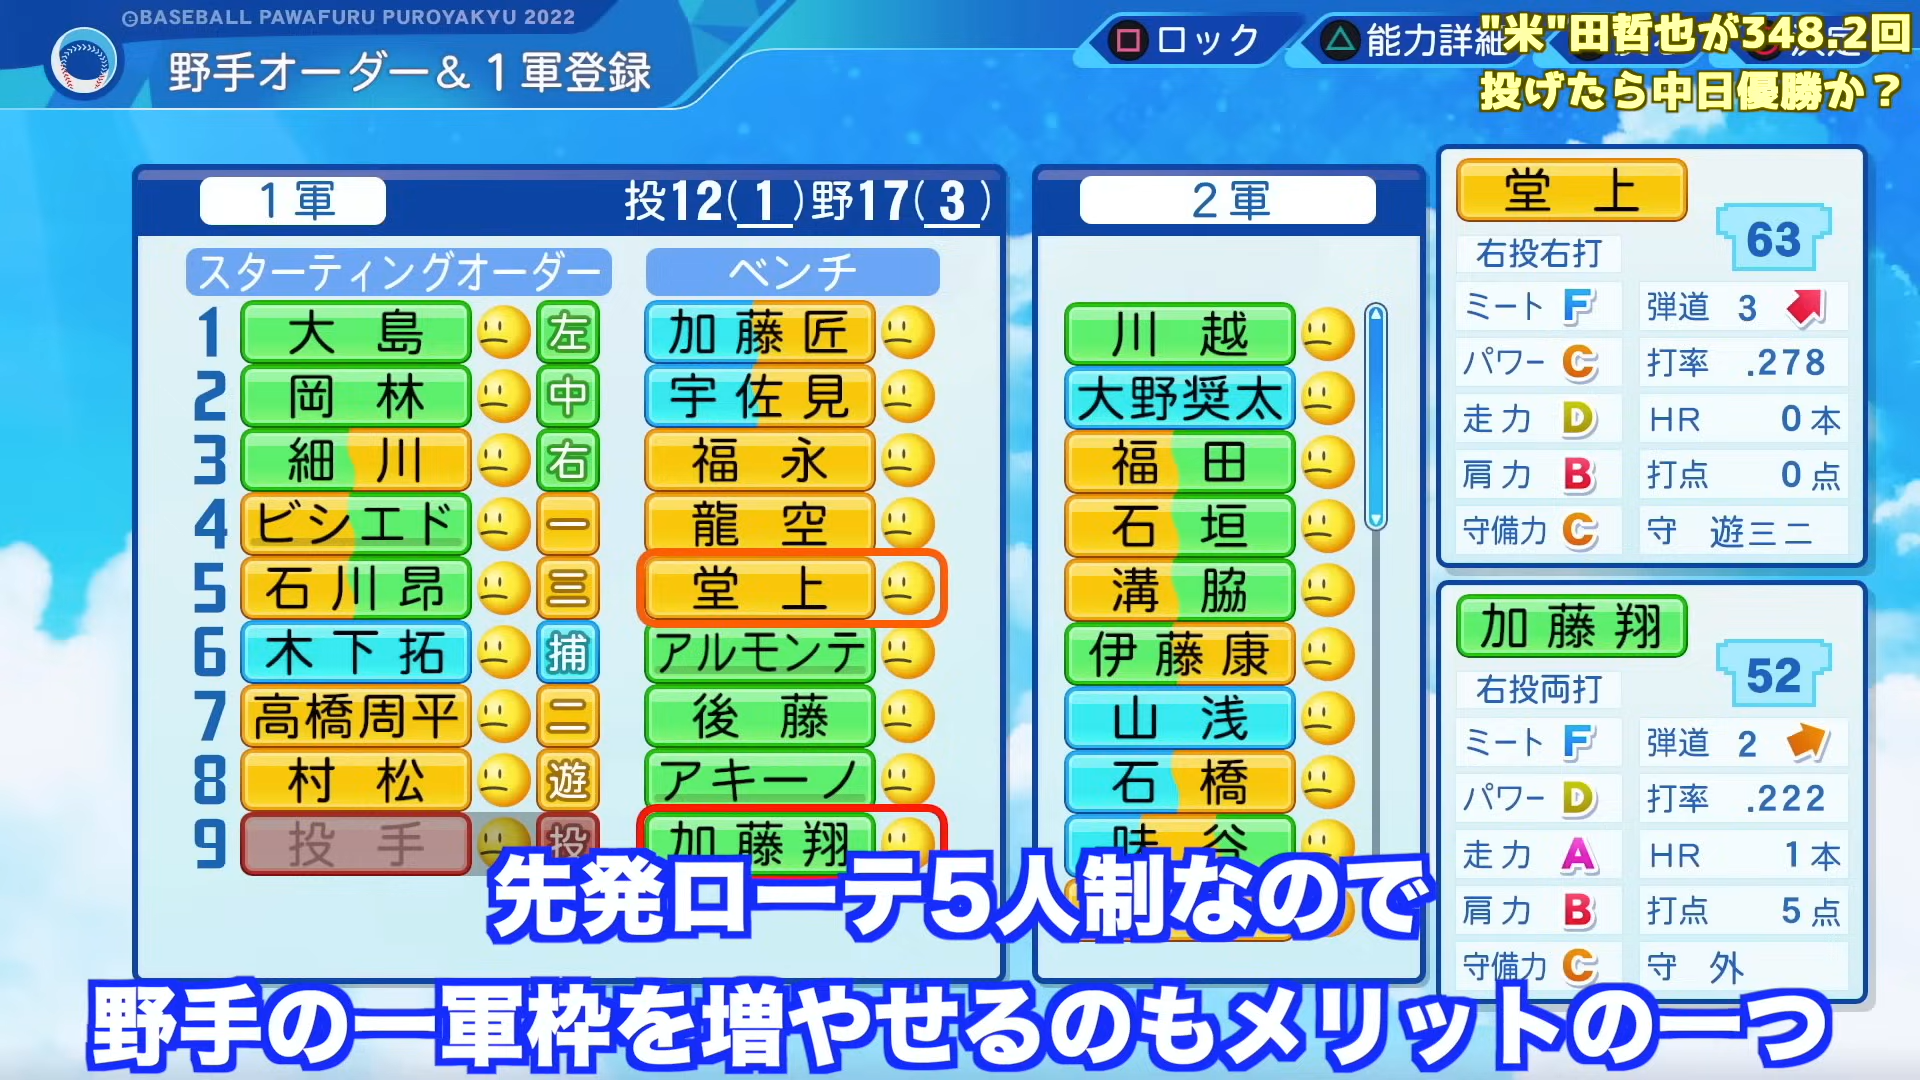 eBASEBALL PAWAFURU PUROYAKYU 2022
野手オーダー&1軍登録
ロック
能力詳細
"米"田哲也が348.2回
投げたら中日優勝か？
1軍
投12(1)野17(3)
スターティングオーダー
ベンチ
1 大島 左
2 岡林 中
3 細川 右
4 ビシエド 一
5 石川昂 三
6 木下拓 捕
7 高橋周平 二
8 村松 遊
9 投手 投
加藤匠
宇佐見
福永
龍空
堂上
アルモンテ
後藤
アキーノ
加藤翔
2軍
川越
大野奨太
福田
石垣
溝脇
伊藤康
山浅
石橋
味谷
堂上
63
右投右打
ミート F 弾道 3
パワー C 打率 .278
走力 D HR 0本
肩力 B 打点 0点
守備力 C 守 遊三二
加藤翔
52
右投両打
ミート F 弾道 2
パワー D 打率 .222
走力 A HR 1本
肩力 B 打点 5点
守備力 C 守 外
先発ローテ5人制なので
野手の一軍枠を増やせるのもメリットの一つ